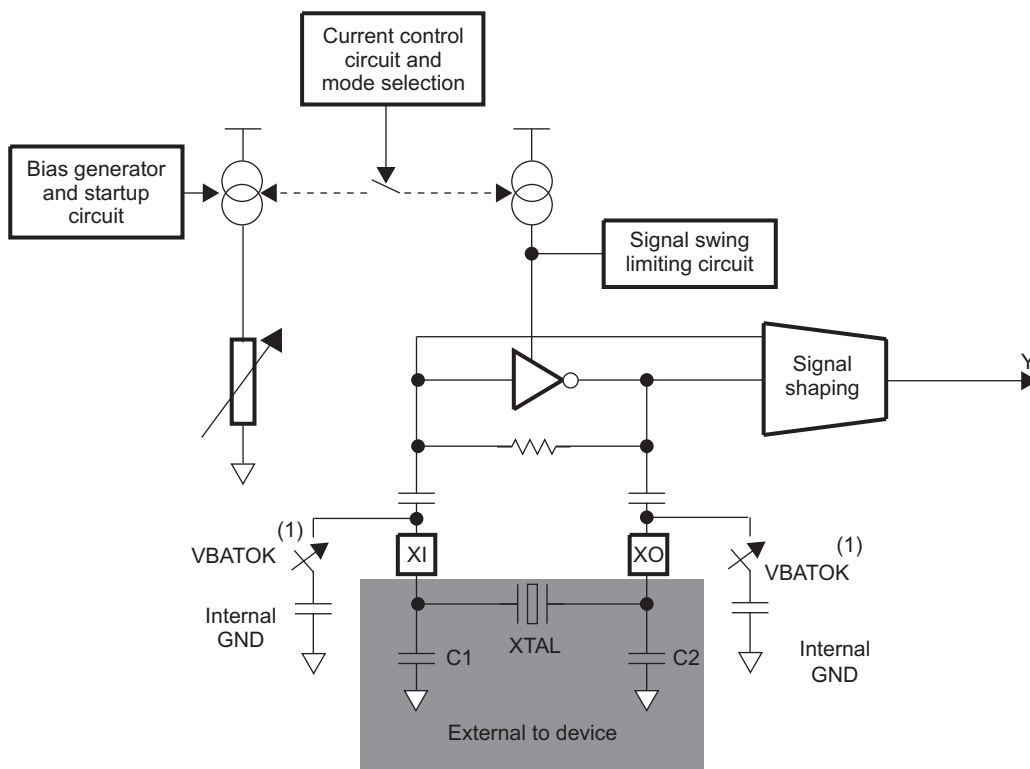 Current control
circuit and
mode selection
Bias generator
and startup
circuit
Signal swing
limiting circuit
Signal
shaping
Y
(1)
VBATOK
XI
XO
(1)
VBATOK
Internal
GND
XTAL
C1
C2
Internal
GND
External to device